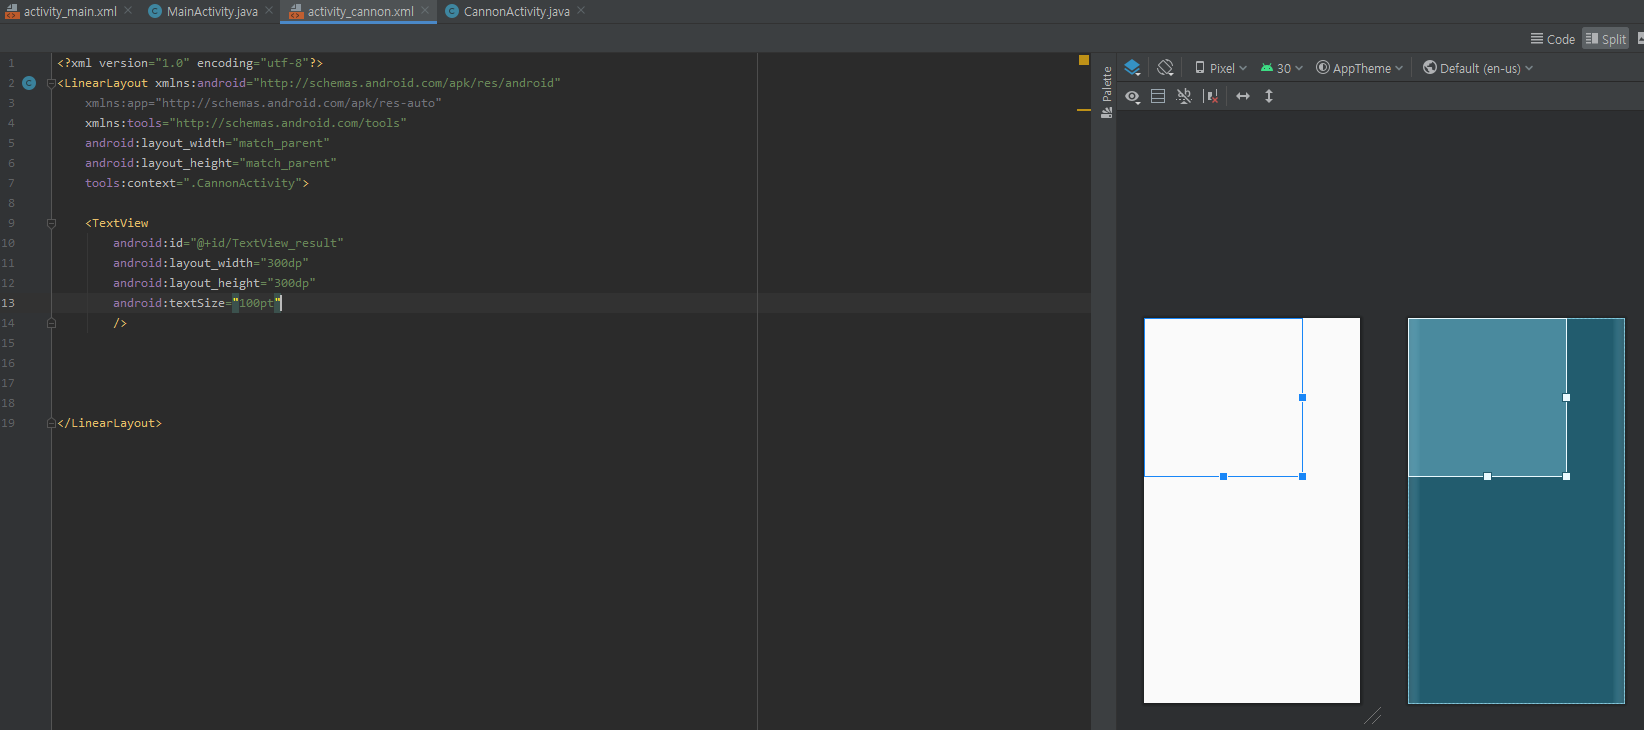 activity_main.xml MainActivity.java activity_cannon.xml CannonActivity.java
Code Split
1 <?xml version="1.0" encoding="utf-8"?>
2 <LinearLayout xmlns:android="http://schemas.android.com/apk/res/android"
3 xmlns:app="http://schemas.android.com/apk/res-auto"
4 xmlns:tools="http://schemas.android.com/tools"
5 android:layout_width="match_parent"
6 android:layout_height="match_parent"
7 tools:context=".CannonActivity">
8
9 <TextView
10 android:id="@+id/TextView_result"
11 android:layout_width="300dp"
12 android:layout_height="300dp"
13 android:textSize="100pt"
14 />
15
16
17
18
19 </LinearLayout>
Palette
Pixel 30 AppTheme Default (en-us)